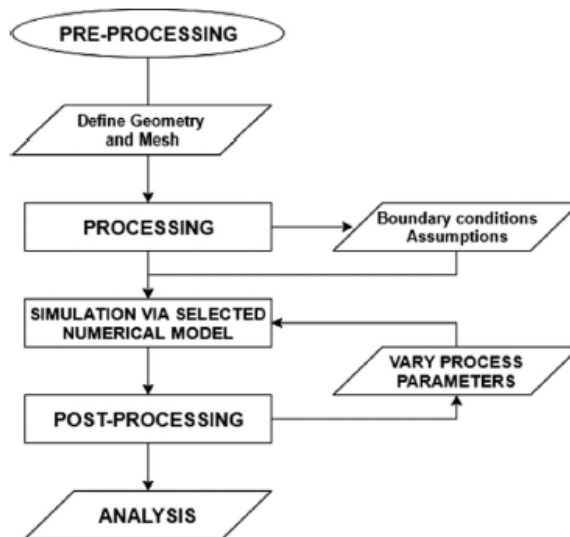 PRE-PROCESSING
Define Geometry
and Mesh
PROCESSING
Boundary conditions
Assumptions
SIMULATION VIA SELECTED
NUMERICAL MODEL
VARY PROCESS
PARAMETERS
POST-PROCESSING
ANALYSIS